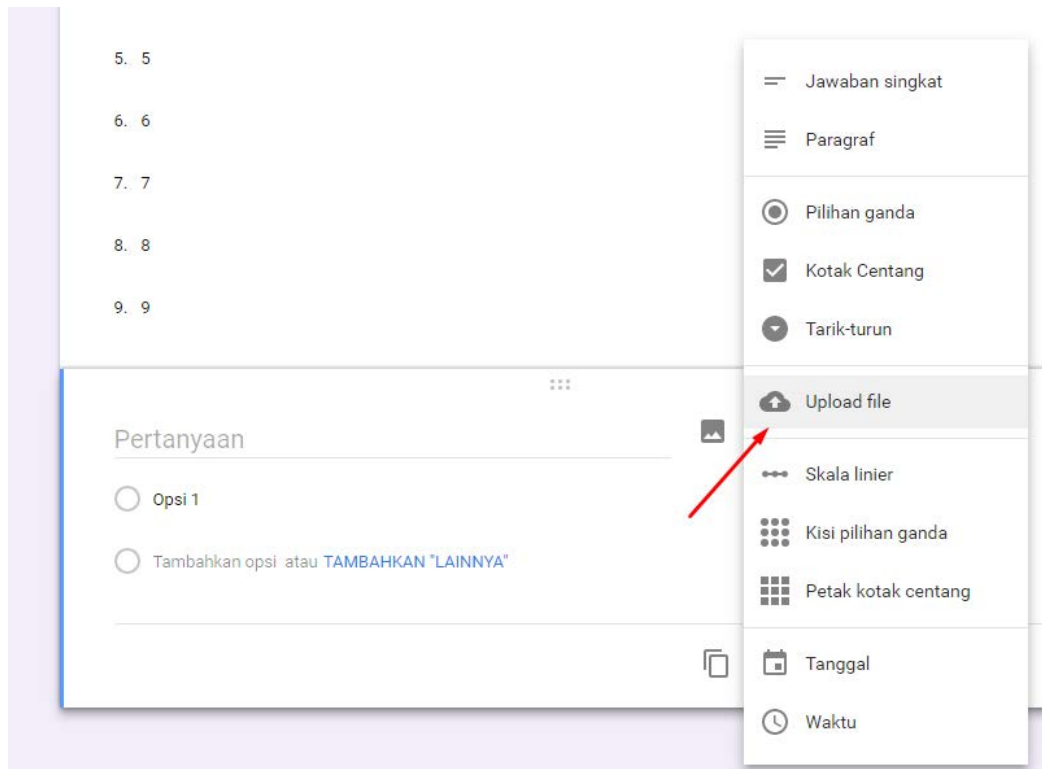 5. 5
6. 6
7. 7
8. 8
9. 9
Pertanyaan
Opsi 1
Tambahkan opsi atau TAMBAHKAN "LAINNYA"
Jawaban singkat
Paragraf
Pilihan ganda
Kotak Centang
Tarik-turun
Upload file
Skala linier
Kisi pilihan ganda
Petak kotak centang
Tanggal
Waktu